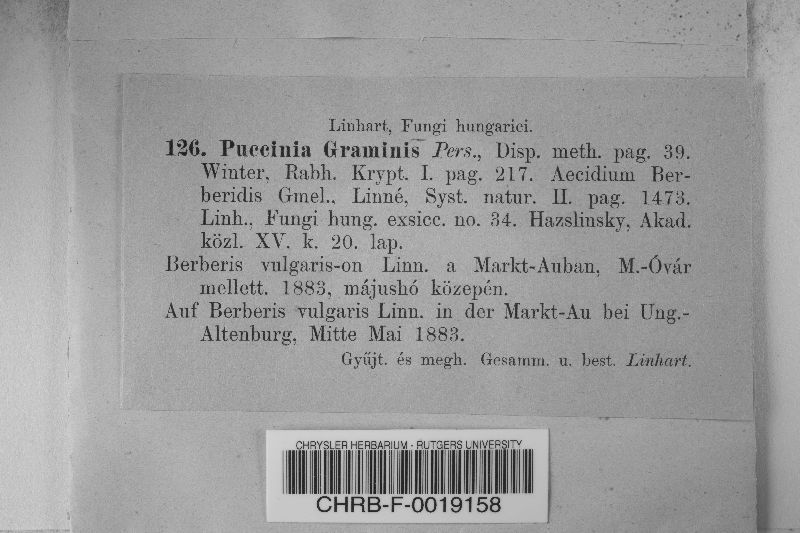 Linhart, Fungi hungarici.
126. Puccinia Graminis Pers., Disp. meth. pag. 39.
Winter, Rabh. Krypt. I. pag. 217. Aecidium Ber-
beridis Gmel., Linné, Syst. natur. II. pag. 1473.
Linh., Fungi hung. exsicc. no. 34. Hazslinsky, Akad.
közl. XV. k. 20. lap.
Berberis vulgaris-on Linn. a Markt-Auban, M.-Óvár
mellett. 1883, májushó közepén.
Auf Berberis vulgaris Linn. in der Markt-Au bei Ung.-
Altenburg, Mitte Mai 1883.
Gyűjt. és megh. Gesamm. u. best. Linhart.
CHRYSLER HERBARIUM - RUTGERS UNIVERSITY
CHRB-F-0019158